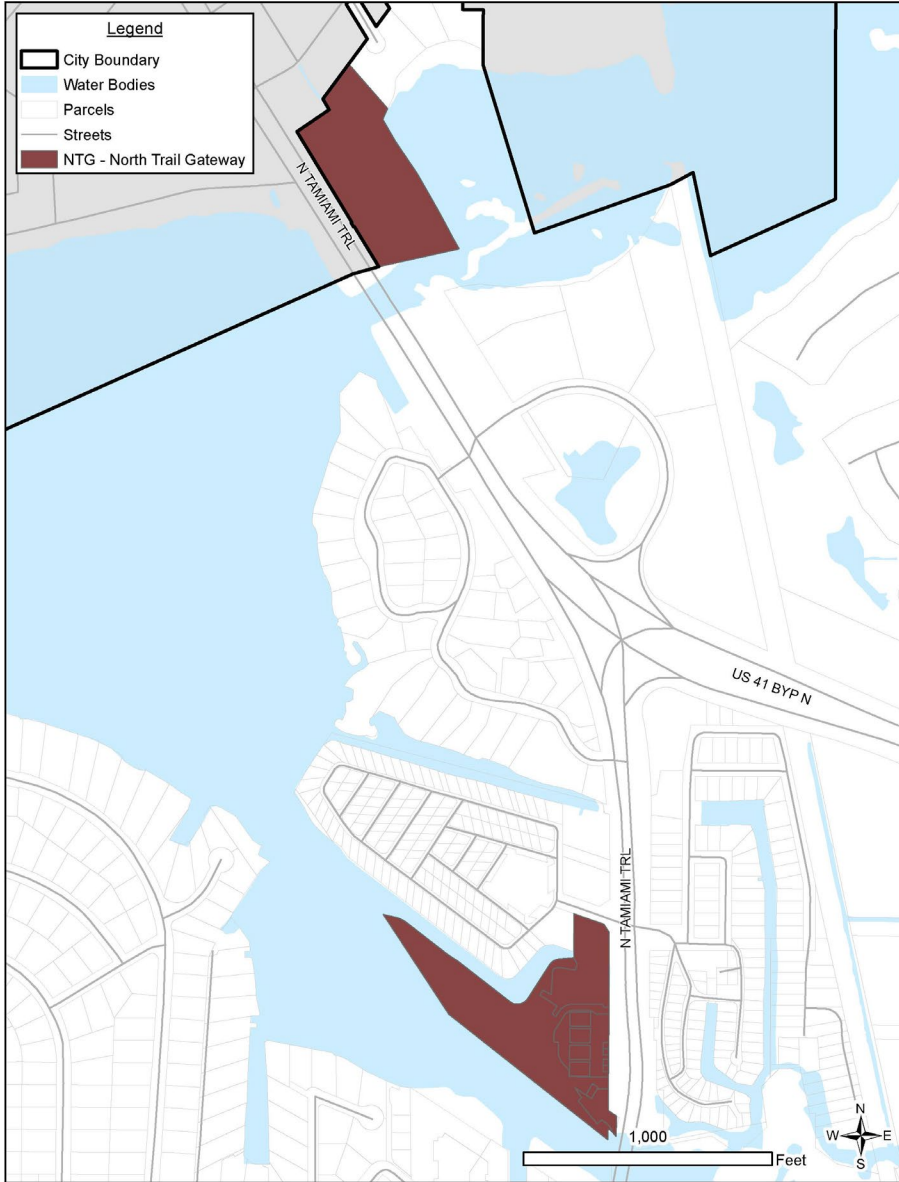 Legend
City Boundary
Water Bodies
Parcels
Streets
NTG - North Trail Gateway
N TAMIAMI TRL
US 41 BYP N
N TAMIAMI TRL
N
W E
S
1,000
Feet